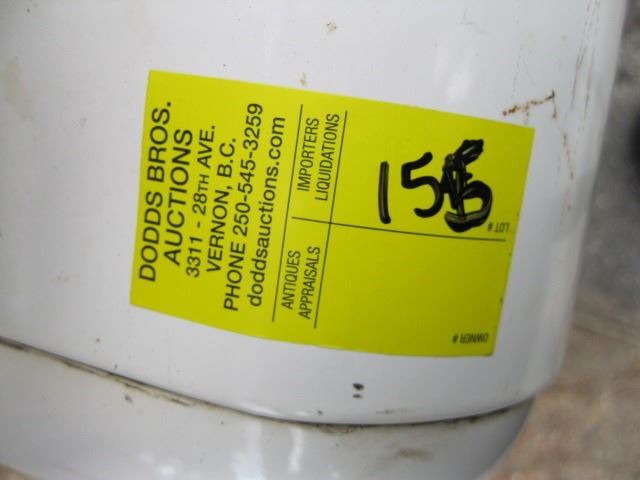 DODDS BROS.
AUCTIONS
3311 - 28TH AVE.
VERNON, B.C.
PHONE 250-545-3259
doddsauctions.com
ANTIQUES IMPORTERS
APPRAISALS LIQUIDATIONS
OWNER #
LOT #